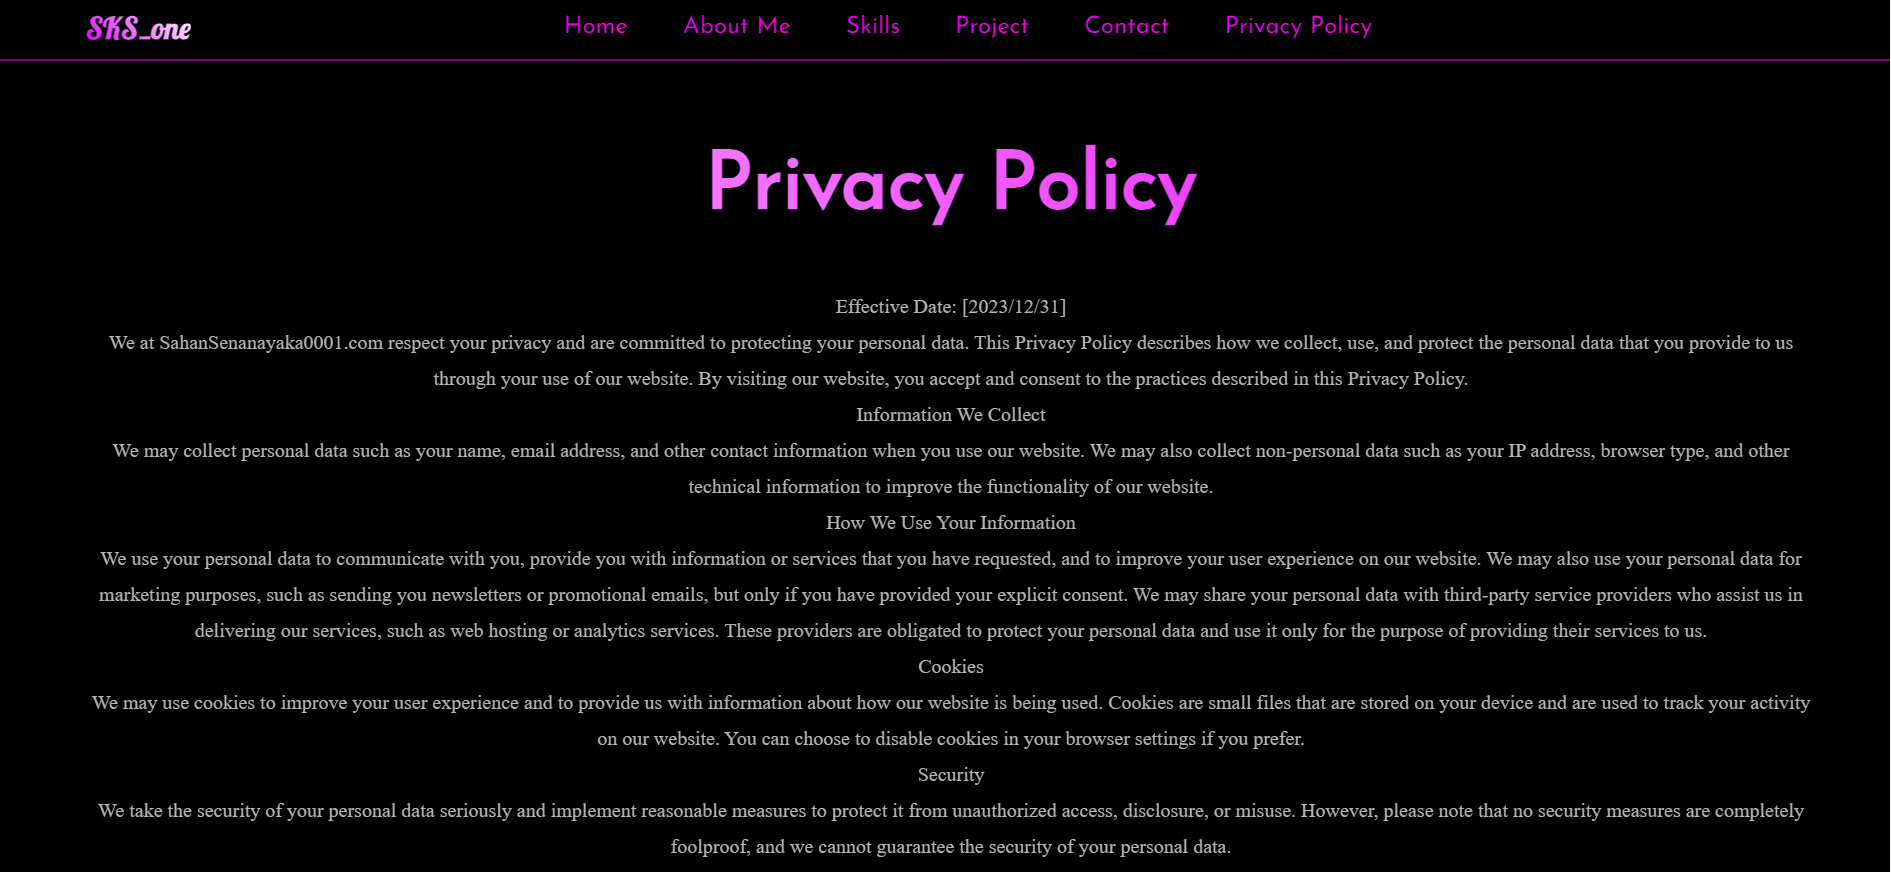 SKS_one
Home About Me Skills Project Contact Privacy Policy
Privacy Policy
Effective Date: [2023/12/31]
We at SahanSenanayaka0001.com respect your privacy and are committed to protecting your personal data. This Privacy Policy describes how we collect, use, and protect the personal data that you provide to us
through your use of our website. By visiting our website, you accept and consent to the practices described in this Privacy Policy.
Information We Collect
We may collect personal data such as your name, email address, and other contact information when you use our website. We may also collect non-personal data such as your IP address, browser type, and other
technical information to improve the functionality of our website.
How We Use Your Information
We use your personal data to communicate with you, provide you with information or services that you have requested, and to improve your user experience on our website. We may also use your personal data for
marketing purposes, such as sending you newsletters or promotional emails, but only if you have provided your explicit consent. We may share your personal data with third-party service providers who assist us in
delivering our services, such as web hosting or analytics services. These providers are obligated to protect your personal data and use it only for the purpose of providing their services to us.
Cookies
We may use cookies to improve your user experience and to provide us with information about how our website is being used. Cookies are small files that are stored on your device and are used to track your activity
on our website. You can choose to disable cookies in your browser settings if you prefer.
Security
We take the security of your personal data seriously and implement reasonable measures to protect it from unauthorized access, disclosure, or misuse. However, please note that no security measures are completely
foolproof, and we cannot guarantee the security of your personal data.